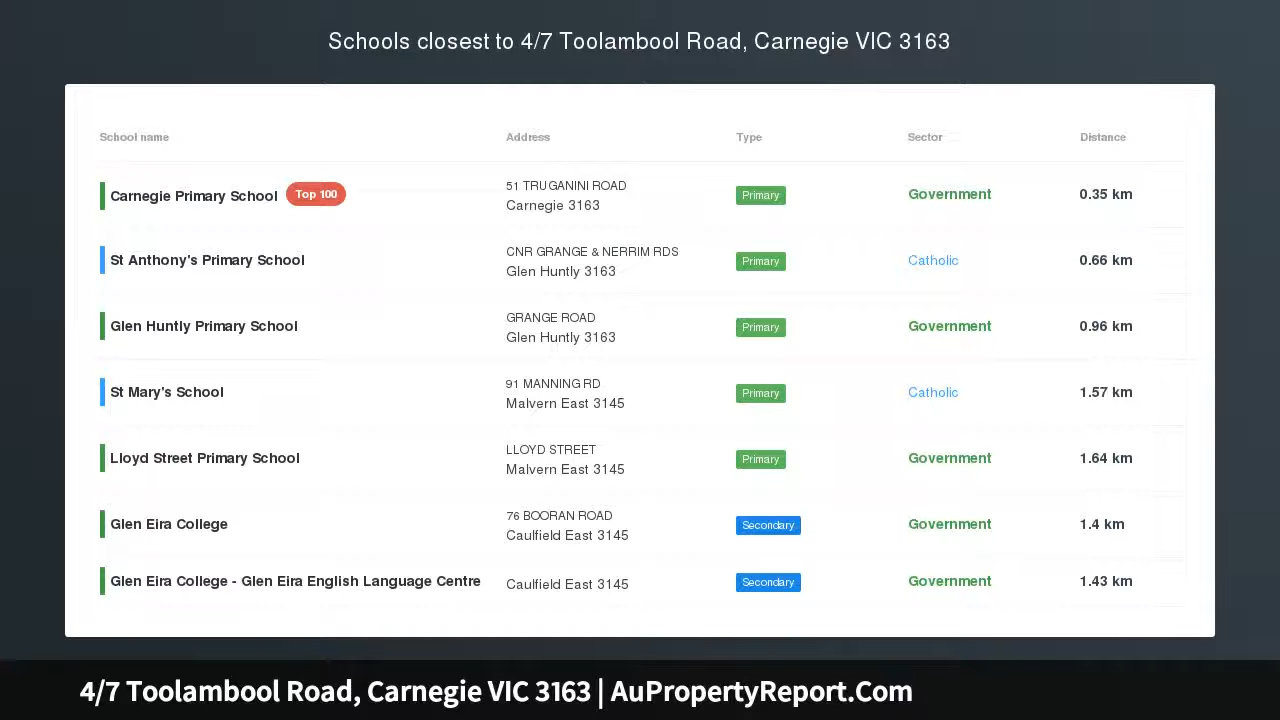 Schools closest to 4/7 Toolambool Road, Carnegie VIC 3163
School name Address Type Sector Distance
Carnegie Primary School Top 100 51 TRUGANINI ROAD Carnegie 3163 Primary Government 0.35 km
St Anthony's Primary School CNR GRANGE & NERRIM RDS Glen Huntly 3163 Primary Catholic 0.66 km
Glen Huntly Primary School GRANGE ROAD Glen Huntly 3163 Primary Government 0.96 km
St Mary's School 91 MANNING RD Malvern East 3145 Primary Catholic 1.57 km
Lloyd Street Primary School LLOYD STREET Malvern East 3145 Primary Government 1.64 km
Glen Eira College 76 BOORAN ROAD Caulfield East 3145 Secondary Government 1.4 km
Glen Eira College - Glen Eira English Language Centre Caulfield East 3145 Secondary Government 1.43 km
4/7 Toolambool Road, Carnegie VIC 3163 | AuPropertyReport.Com